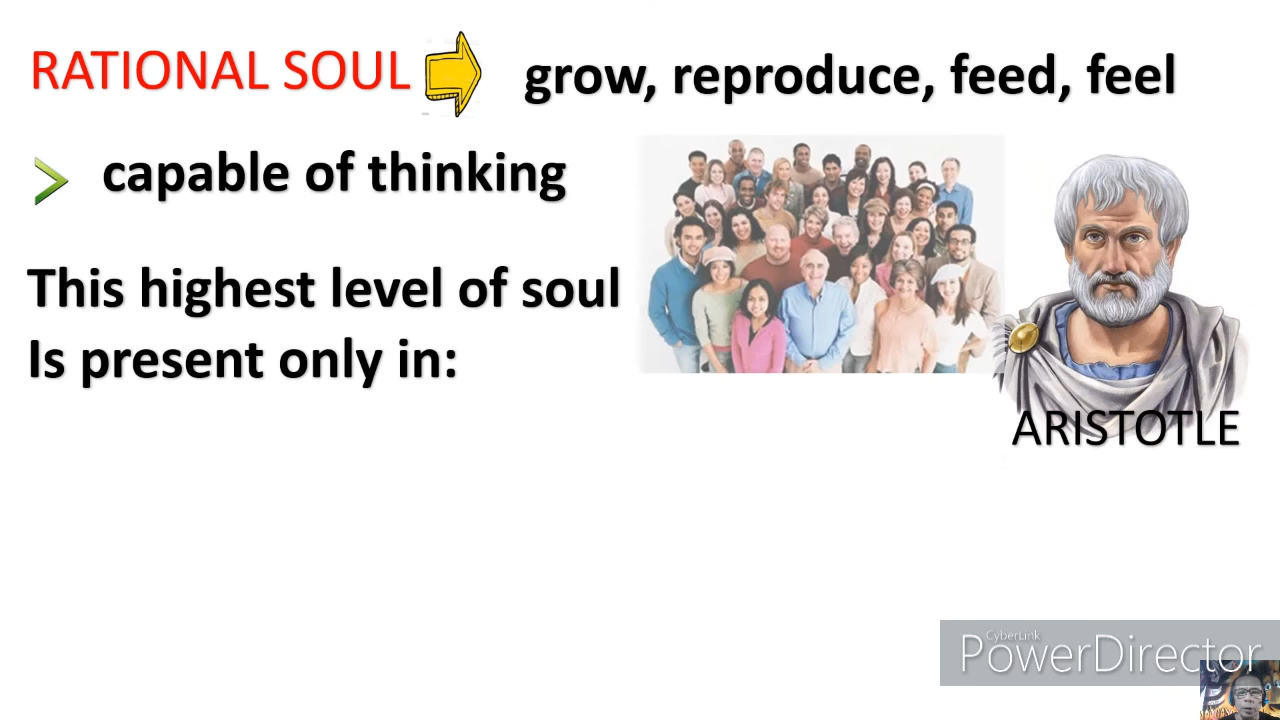 RATIONAL SOUL
grow, reproduce, feed, feel
capable of thinking
This highest level of soul
Is present only in:
ARISTOTLE
CyberLink
PowerDirector